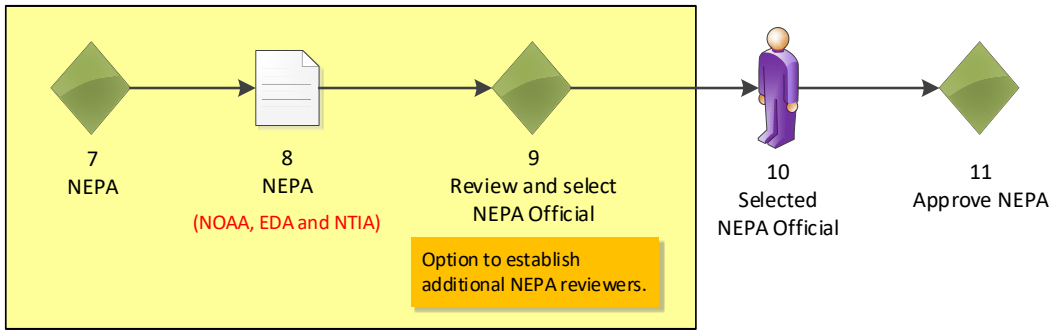 7
NEPA
8
NEPA
(NOAA, EDA and NTIA)
9
Review and select
NEPA Official
Option to establish
additional NEPA reviewers.
10
Selected
NEPA Official
11
Approve NEPA